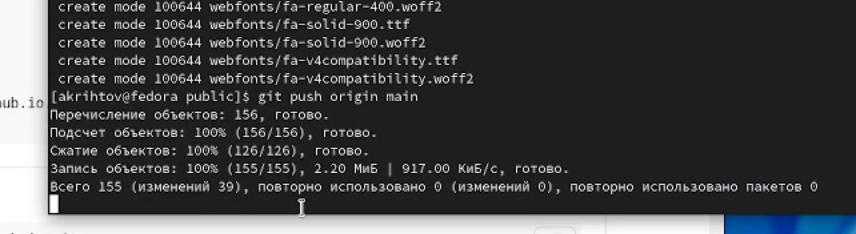 create mode 100644 webfonts/fa-regular-400.woff2
create mode 100644 webfonts/fa-solid-900.ttf
create mode 100644 webfonts/fa-solid-900.woff2
create mode 100644 webfonts/fa-v4compatibility.ttf
create mode 100644 webfonts/fa-v4compatibility.woff2
[akrihtov@fedora public]$ git push origin main
Перечисление объектов: 156, готово.
Подсчет объектов: 100% (156/156), готово.
Сжатие объектов: 100% (126/126), готово.
Запись объектов: 100% (155/155), 2.20 МиБ | 917.00 КиБ/с, готово.
Всего 155 (изменений 39), повторно использовано 0 (изменений 0), повторно использовано пакетов 0
ub.io